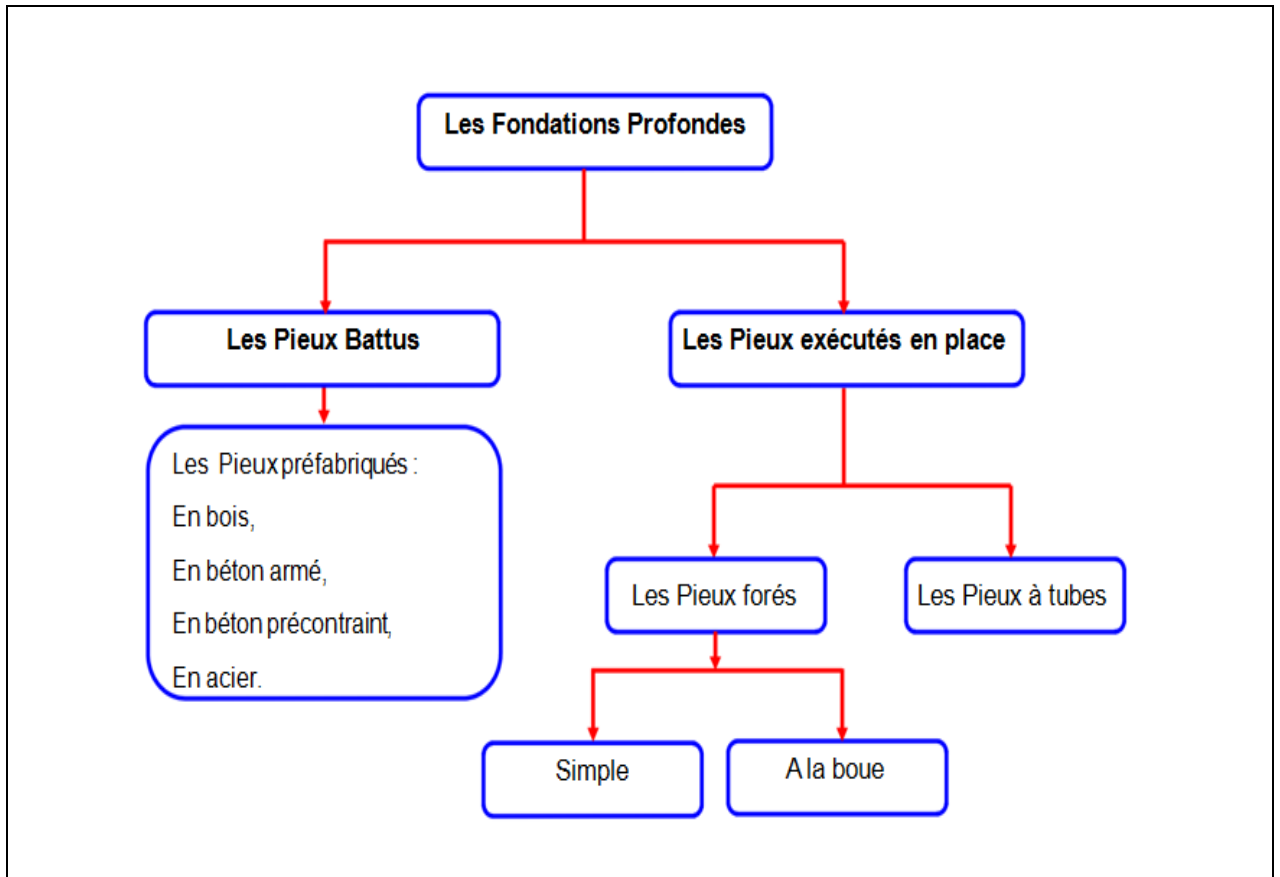 Les Fondations Profondes
Les Pieux Battus
Les Pieux exécutés en place
Les Pieux préfabriqués :
En bois,
En béton armé,
En béton précontraint,
En acier.
Les Pieux forés
Les Pieux à tubes
Simple
A la boue